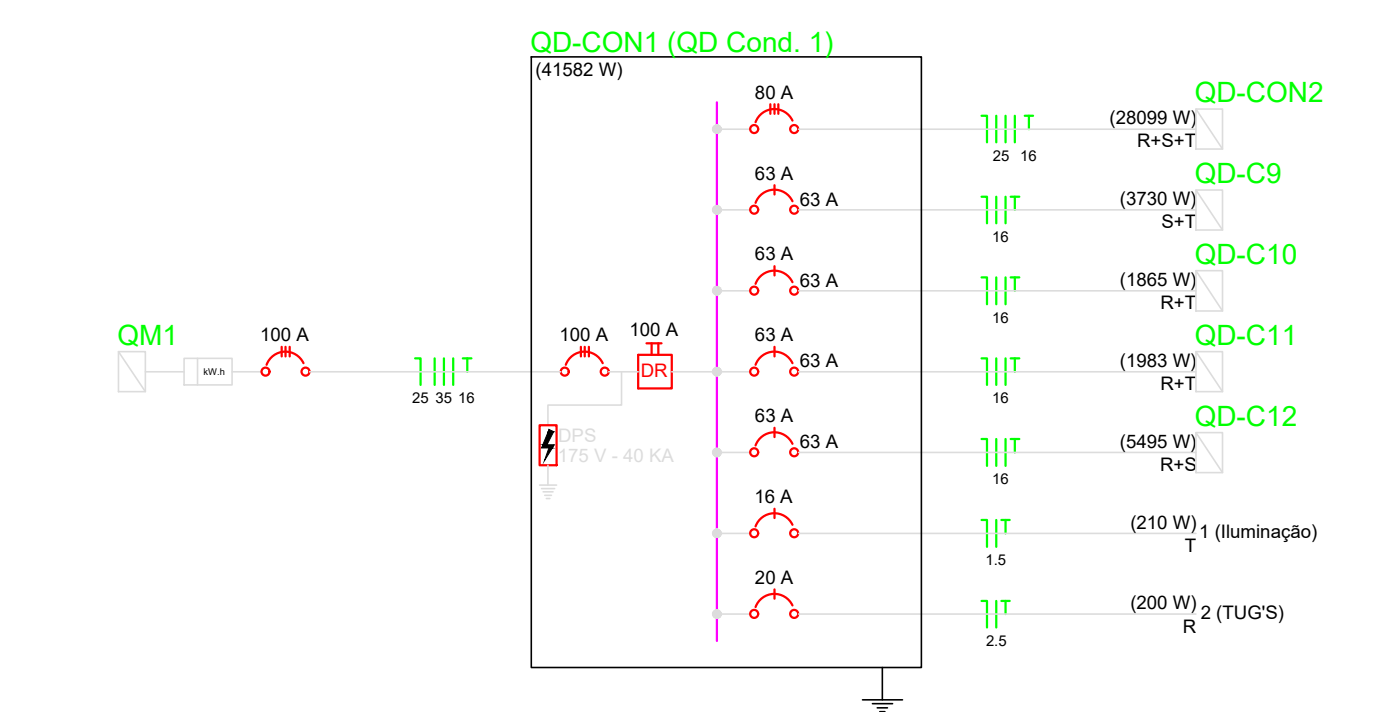 QD-CON1 (QD Cond. 1)
(41582 W)
80 A
QD-CON2
(28099 W)
R+S+T
25 16
63 A
63 A
QD-C9
(3730 W)
S+T
16
63 A
63 A
QD-C10
(1865 W)
R+T
16
QM1
kW.h
100 A
25 35 16
100 A
100 A
DR
63 A
63 A
QD-C11
(1983 W)
R+T
16
DPS
175 V - 40 KA
63 A
63 A
QD-C12
(5495 W)
R+S
16
16 A
(210 W)
T
1 (Iluminação)
1.5
20 A
(200 W)
R
2 (TUG'S)
2.5